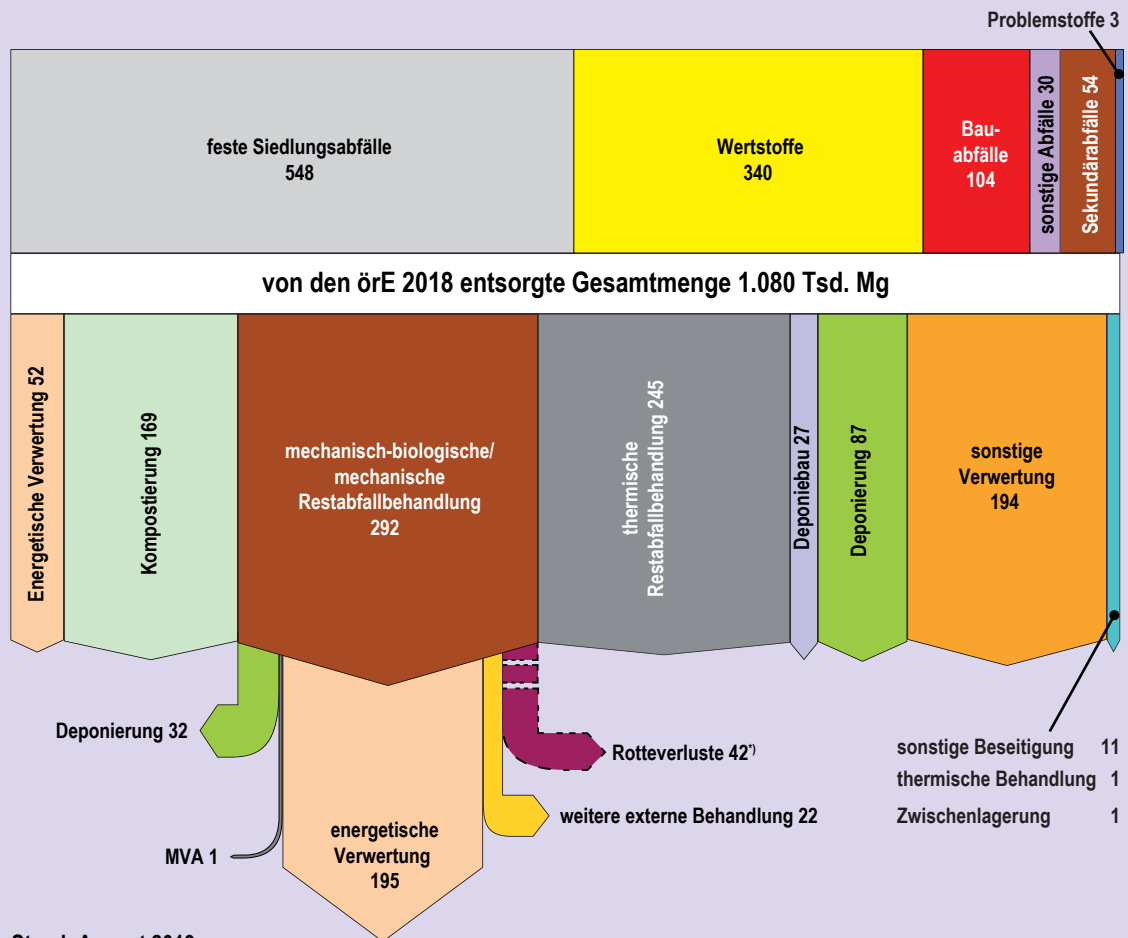 Problemstoffe 3
feste Siedlungsabfälle
548
Wertstoffe
340
Bau-
abfälle
104
sonstige Abfälle 30
Sekundärabfälle 54
von den örE 2018 entsorgte Gesamtmenge 1.080 Tsd. Mg
Energetische Verwertung 52
Kompostierung 169
mechanisch-biologische/
mechanische
Restabfallbehandlung
292
thermische
Restabfallbehandlung 245
Deponiebau 27
Deponierung 87
sonstige
Verwertung
194
Deponierung 32
Rotteverluste 42*)
sonstige Beseitigung 11
thermische Behandlung 1
Zwischenlagerung 1
weitere externe Behandlung 22
energetische
Verwertung
195
MVA 1